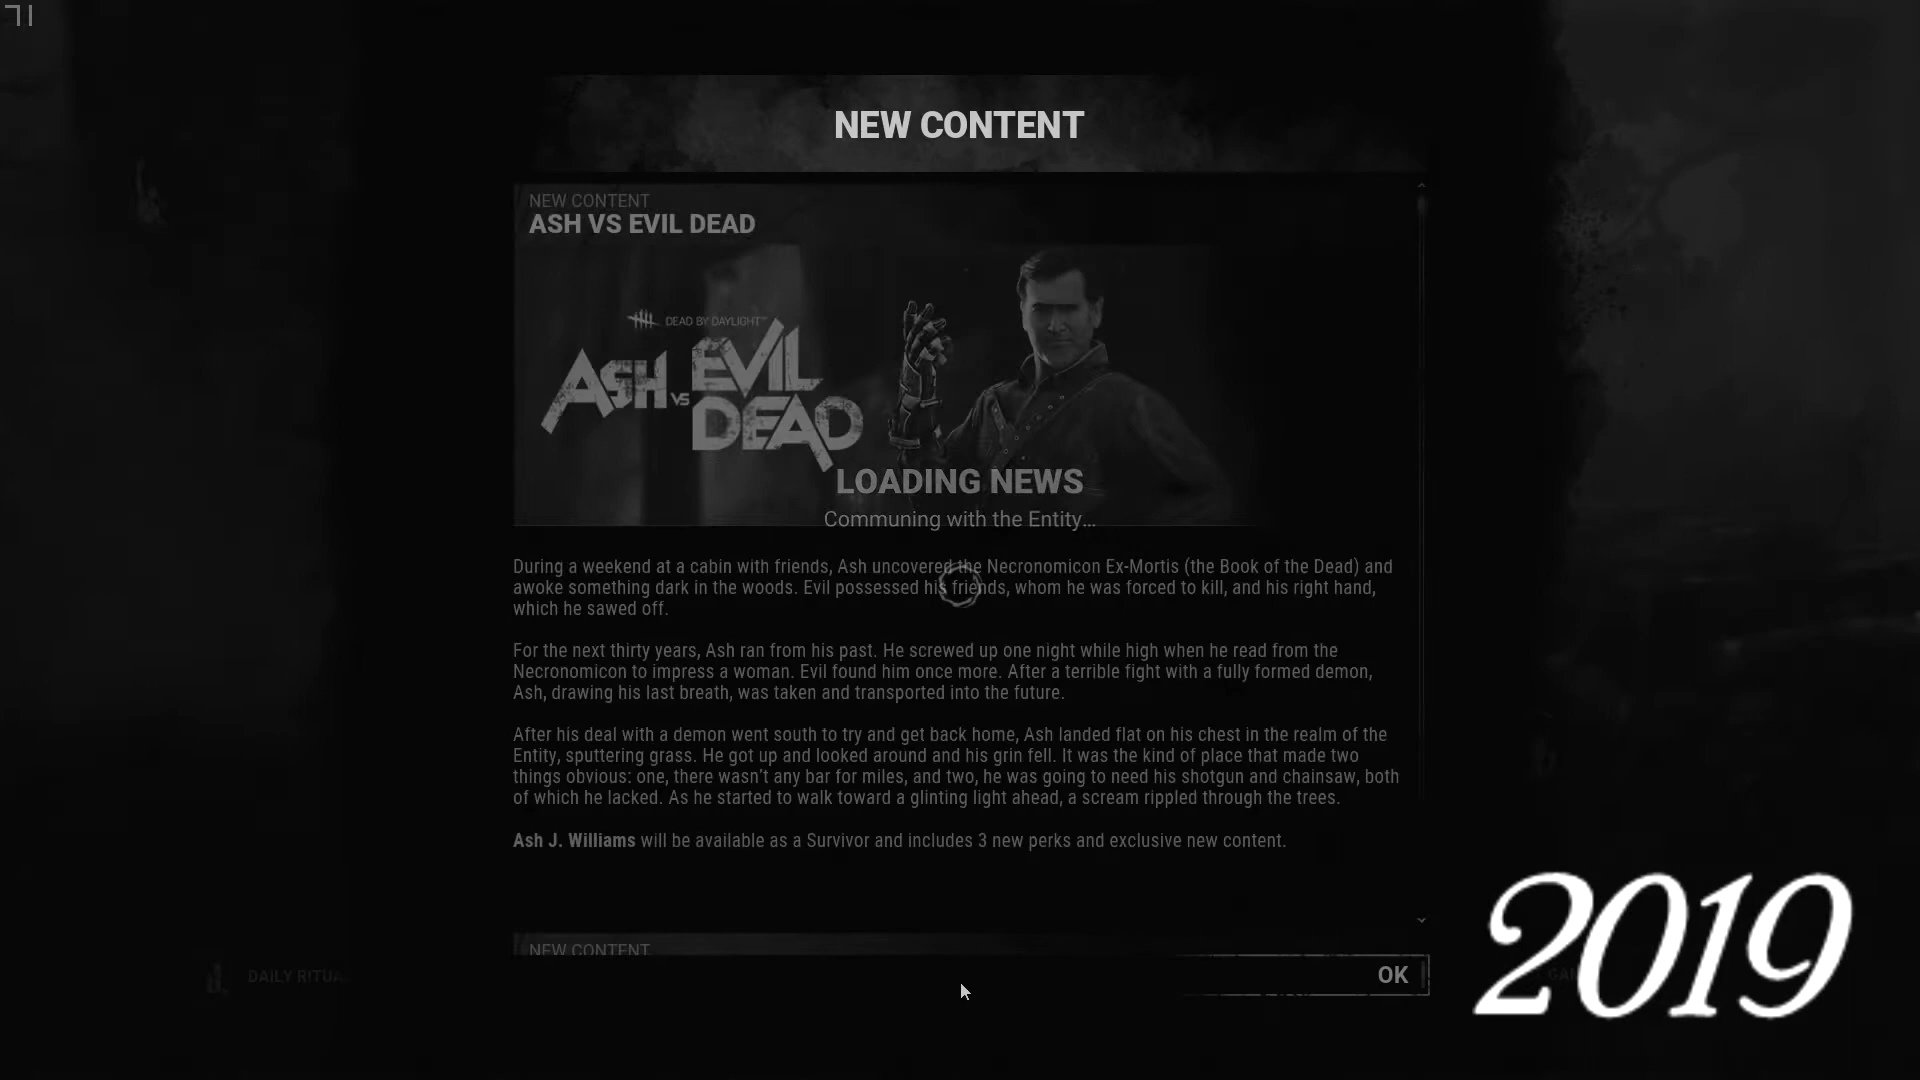 71
NEW CONTENT
NEW CONTENT
ASH VS EVIL DEAD
DEAD BY DAYLIGHT™
ASH VS EVIL DEAD
LOADING NEWS
Communing with the Entity...
During a weekend at a cabin with friends, Ash uncovered the Necronomicon Ex-Mortis (the Book of the Dead) and
awoke something dark in the woods. Evil possessed his friends, whom he was forced to kill, and his right hand,
which he sawed off.
For the next thirty years, Ash ran from his past. He screwed up one night while high when he read from the
Necronomicon to impress a woman. Evil found him once more. After a terrible fight with a fully formed demon,
Ash, drawing his last breath, was taken and transported into the future.
After his deal with a demon went south to try and get back home, Ash landed flat on his chest in the realm of the
Entity, sputtering grass. He got up and looked around and his grin fell. It was the kind of place that made two
things obvious: one, there wasn't any bar for miles, and two, he was going to need his shotgun and chainsaw, both
of which he lacked. As he started to walk toward a glinting light ahead, a scream rippled through the trees.
Ash J. Williams will be available as a Survivor and includes 3 new perks and exclusive new content.
NEW CONTENT
DAILY RITUA
OK
2019